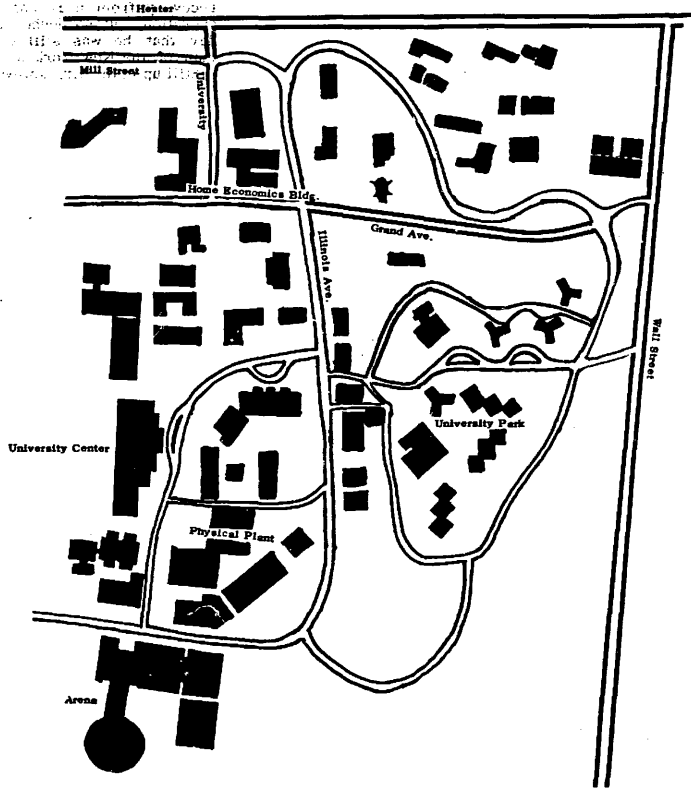 Hester
Mill Street
University
Home Economics Bldg.
Grand Ave.
Illinois Ave.
Wall Street
University Park
University Center
Physical Plant
Arena